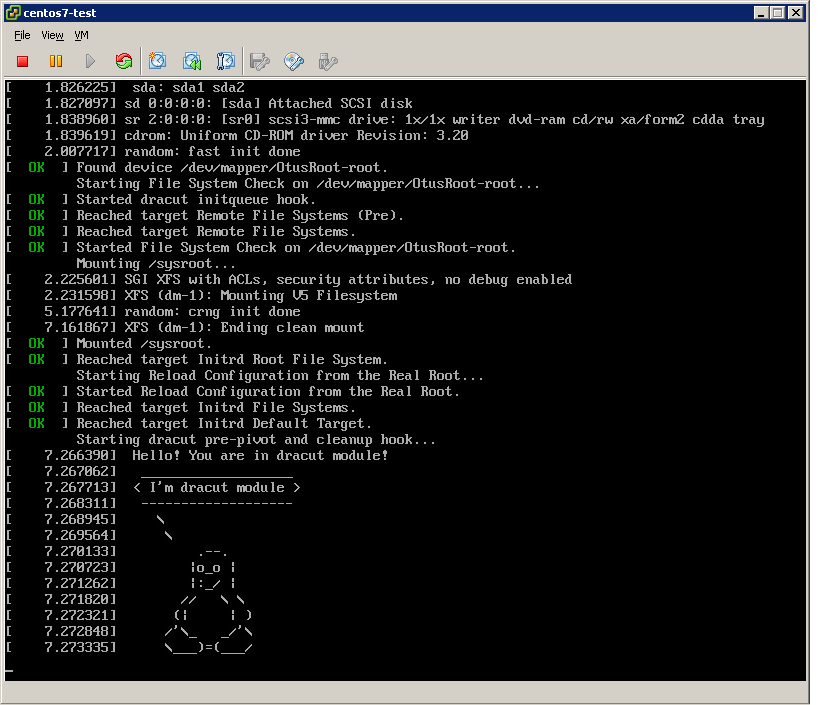 centos7-test
File View VM
[    1.826225]  sda: sda1 sda2
[    1.827097] sd 0:0:0:0: [sda] Attached SCSI disk
[    1.838960] sr 2:0:0:0: [sr0] scsi3-mmc drive: 1x/1x writer dvd-ram cd/rw xa/form2 cdda tray
[    1.839619] cdrom: Uniform CD-ROM driver Revision: 3.20
[    2.007717] random: fast init done
[  OK  ] Found device /dev/mapper/OtusRoot-root.
         Starting File System Check on /dev/mapper/OtusRoot-root...
[  OK  ] Started dracut initqueue hook.
[  OK  ] Reached target Remote File Systems (Pre).
[  OK  ] Reached target Remote File Systems.
[  OK  ] Started File System Check on /dev/mapper/OtusRoot-root.
         Mounting /sysroot...
[    2.225601] SGI XFS with ACLs, security attributes, no debug enabled
[    2.231598] XFS (dm-1): Mounting V5 Filesystem
[    5.177641] random: crng init done
[    7.161867] XFS (dm-1): Ending clean mount
[  OK  ] Mounted /sysroot.
[  OK  ] Reached target Initrd Root File System.
         Starting Reload Configuration from the Real Root...
[  OK  ] Started Reload Configuration from the Real Root.
[  OK  ] Reached target Initrd File Systems.
[  OK  ] Reached target Initrd Default Target.
         Starting dracut pre-pivot and cleanup hook...
[    7.266390]  Hello! You are in dracut module!
[    7.267062]   ___________________
[    7.267713]  < I'm dracut module >
[    7.268311]   -------------------
[    7.268945]     \
[    7.269564]      \
[    7.270133]          .--.
[    7.270723]         |o_o |
[    7.271262]         |:_/ |
[    7.271820]        //   \ \
[    7.272321]       (|     | )
[    7.272848]      /'\_   _/'\
[    7.273335]      \___)=(___/